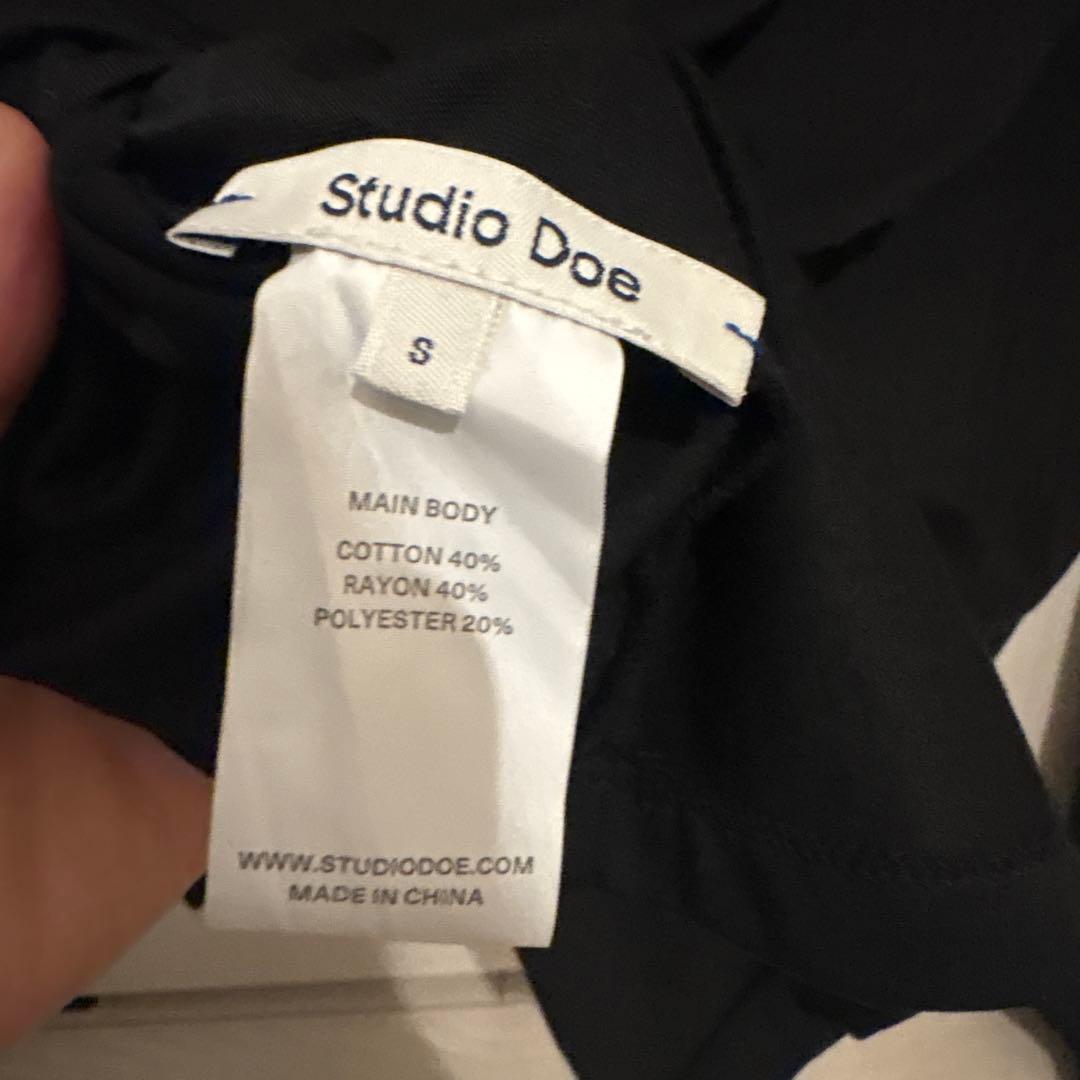 Studio Doe
S
MAIN BODY
COTTON 40%
RAYON 40%
POLYESTER 20%
WWW.STUDIODOE.COM
MADE IN CHINA